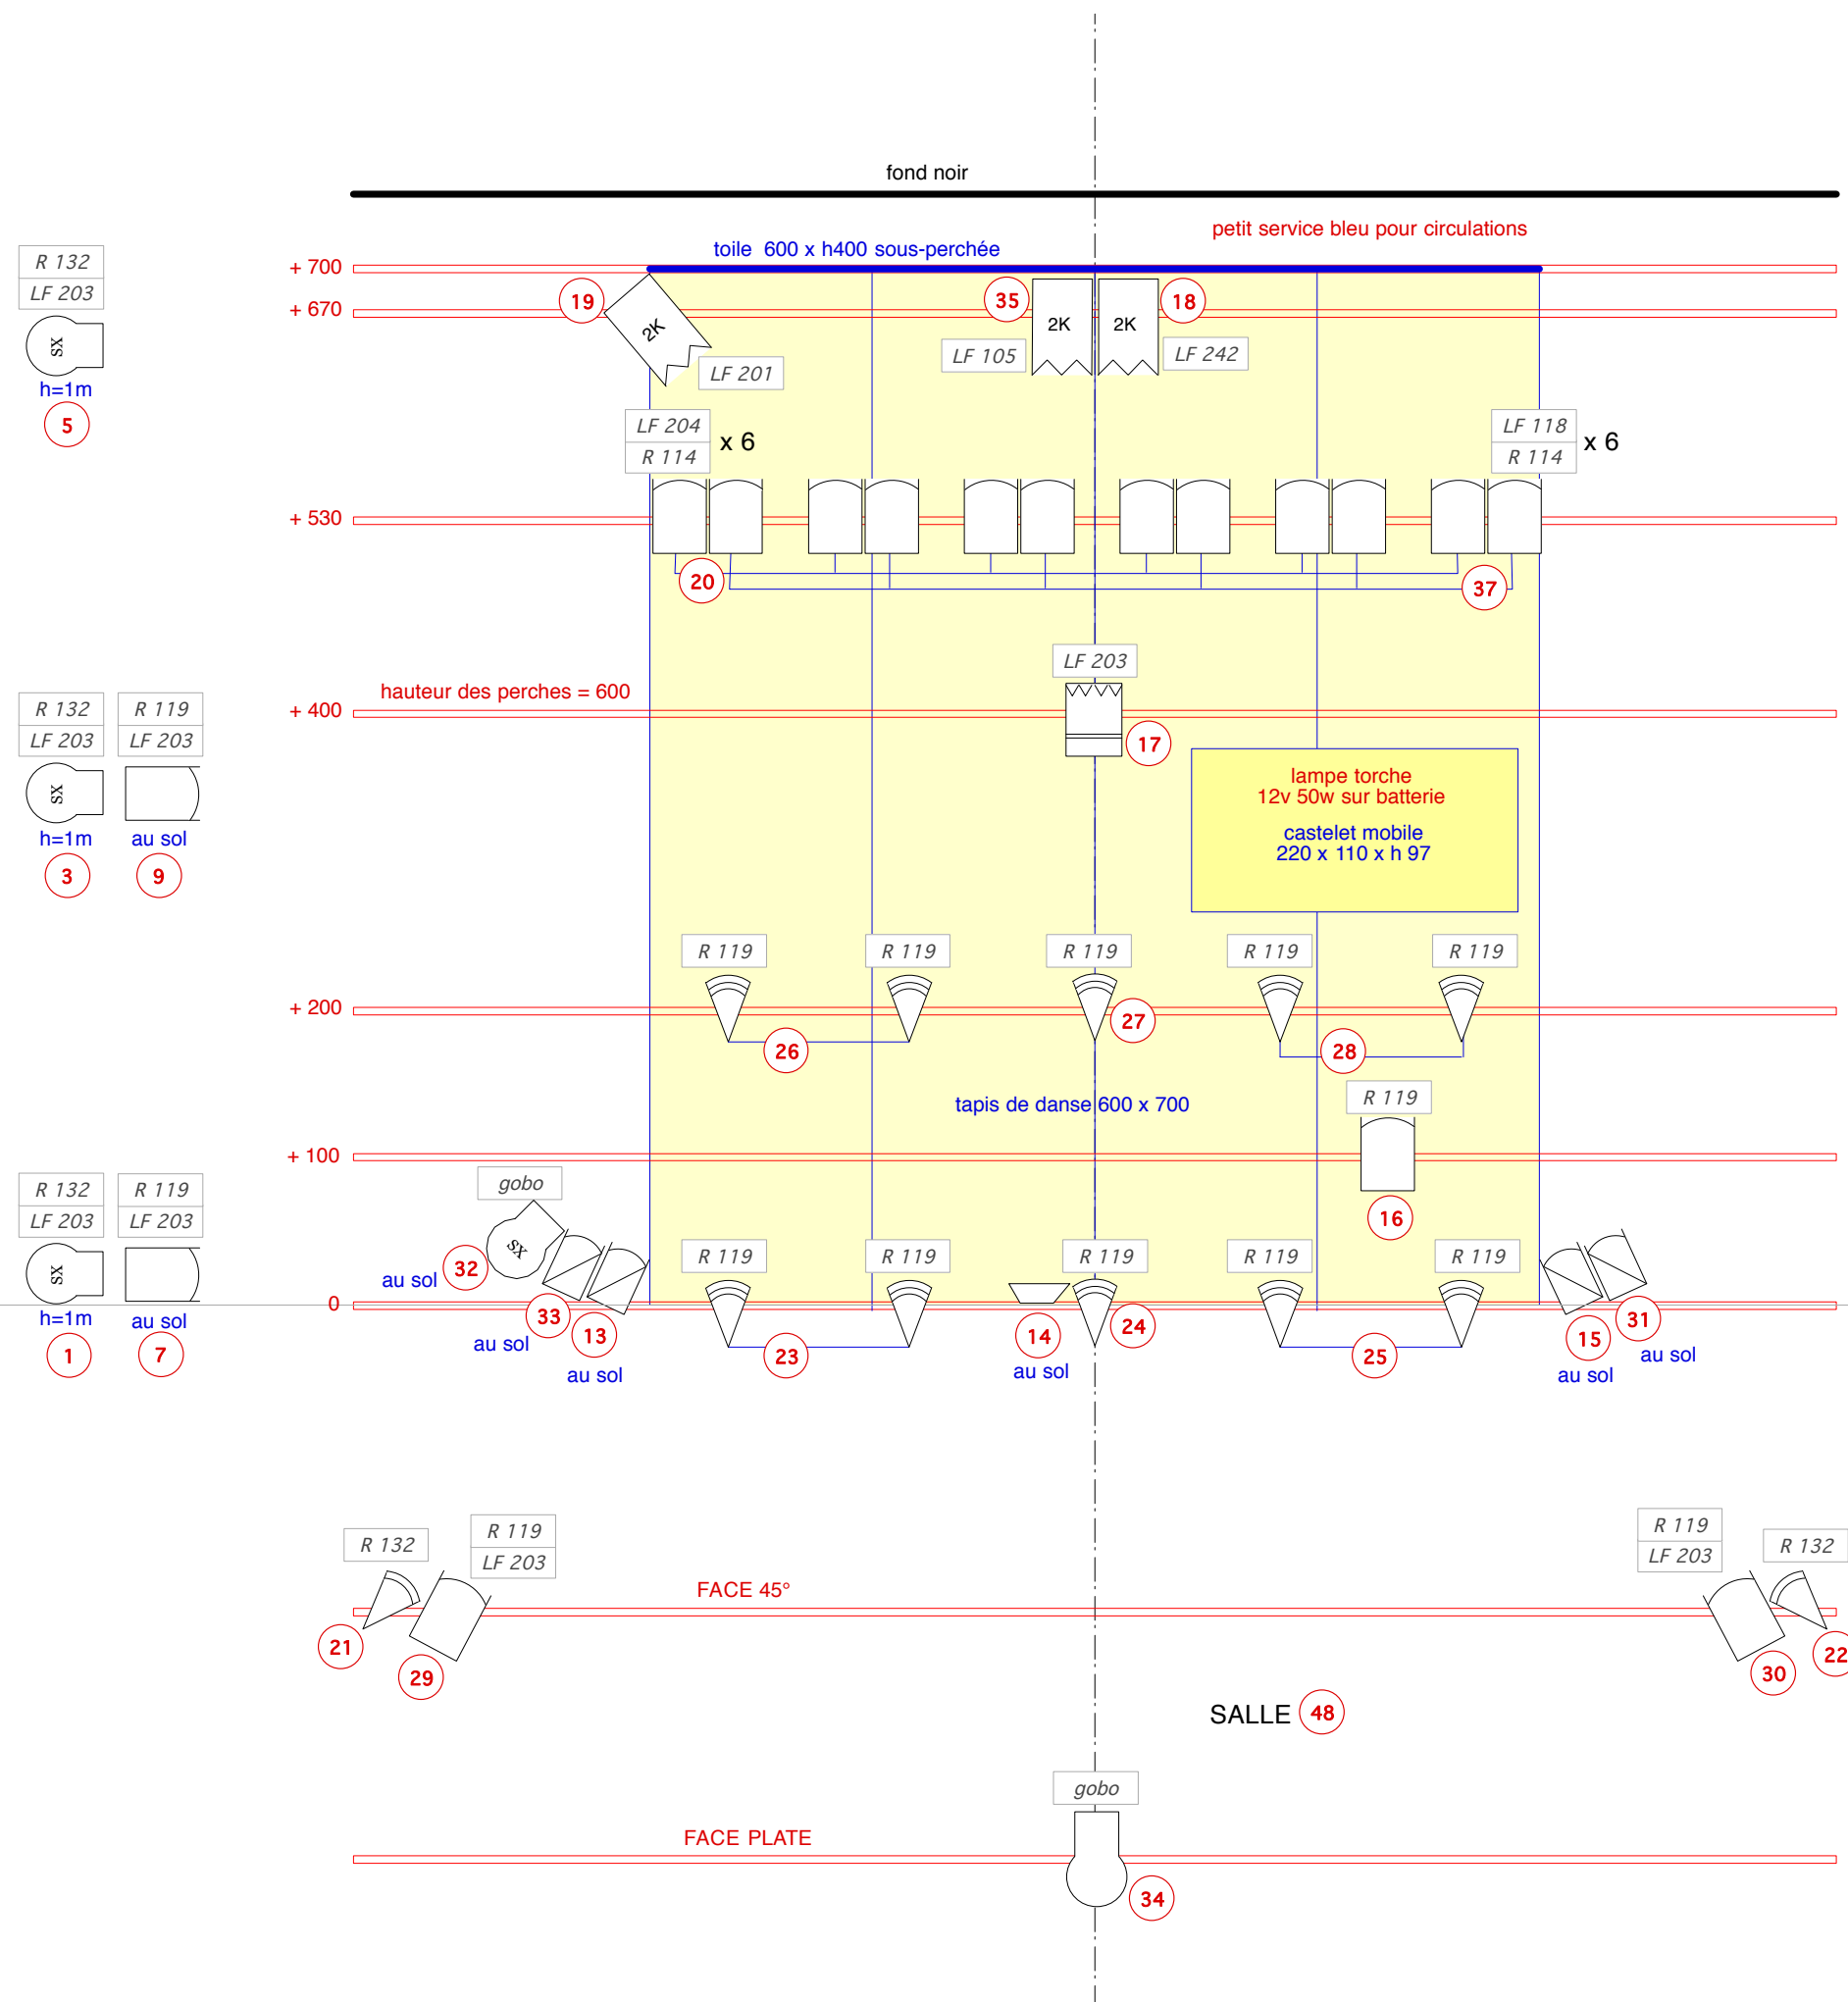 fond noir
petit service bleu pour circulations
toile 600 x h400 sous-perchée
R 132
LF 203
SX
h=1m
5
+ 700
+ 670
19
2K
LF 201
35
2K
2K
18
LF 105
LF 242
LF 204
R 114
x 6
LF 118
R 114
x 6
+ 530
20
37
LF 203
hauteur des perches = 600
+ 400
17
R 132
LF 203
SX
h=1m
3
R 119
LF 203
au sol
9
lampe torche
12v 50w sur batterie
castelet mobile
220 x 110 x h 97
R 119
R 119
R 119
R 119
R 119
+ 200
27
26
28
tapis de danse 600 x 700
R 119
+ 100
16
R 132
LF 203
SX
h=1m
1
R 119
LF 203
au sol
7
gobo
SX
au sol
32
R 119
R 119
R 119
R 119
R 119
0
33
au sol
13
au sol
23
14
au sol
24
25
15
au sol
31
au sol
R 132
R 119
LF 203
R 119
LF 203
R 132
FACE 45°
21
29
30
22
SALLE
48
gobo
FACE PLATE
34